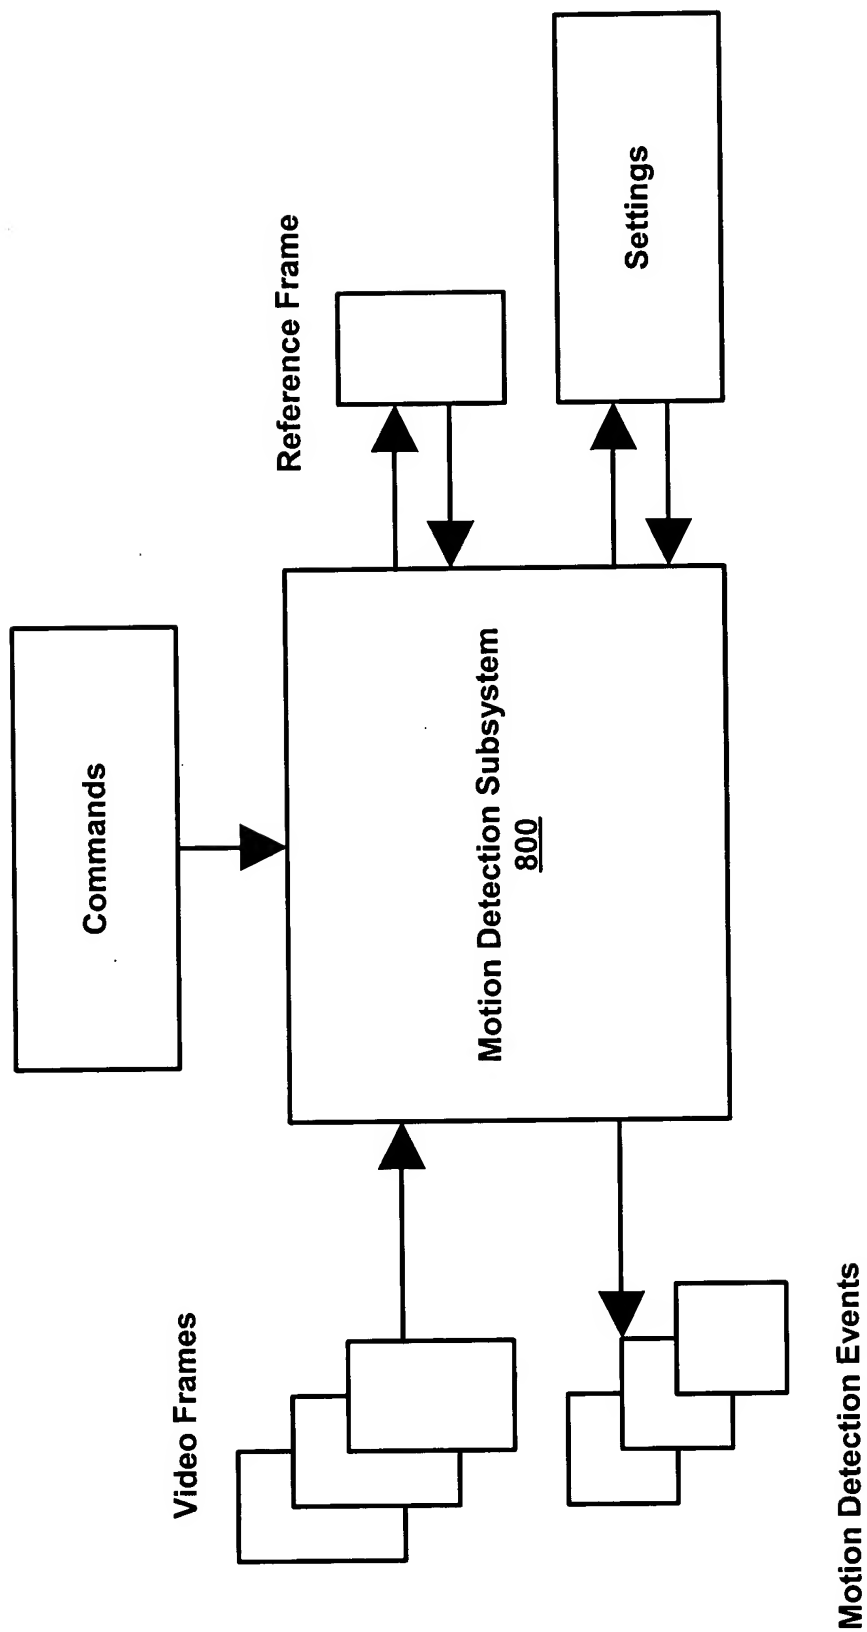 Commands
Video Frames
Reference Frame
Motion Detection Subsystem
800
Settings
Motion Detection Events